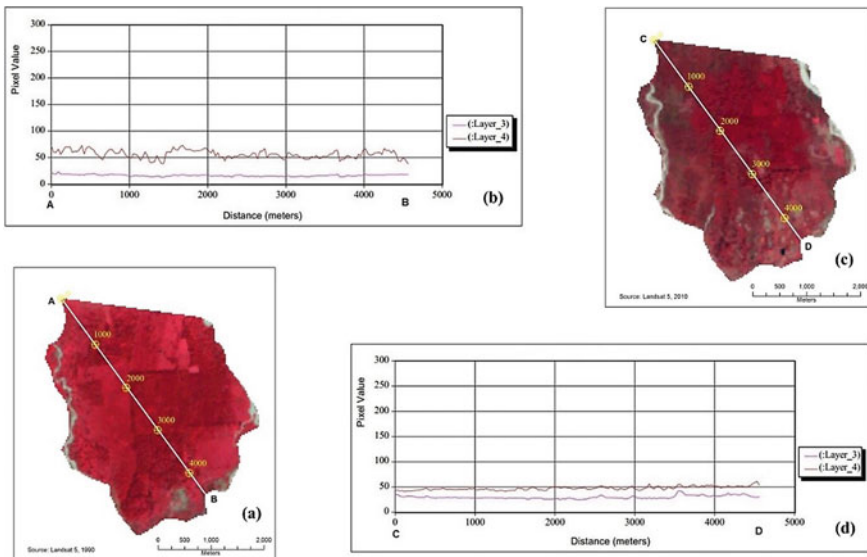 300
250
200
150
100
50
0
Pixel Value
0 1000 2000 3000 4000 5000
A B
Distance (meters)
(:Layer_3)
(:Layer_4)
(b)
C
1000
2000
3000
4000
D
(c)
0 500 1,000 2,000
Meters
Source: Landsat 5, 2010
A
1000
2000
3000
4000
B
(a)
0 500 1,000 2,000
Meters
Source: Landsat 5, 1990
300
250
200
150
100
50
0
Pixel Value
0 1000 2000 3000 4000 5000
C D
Distance (meters)
(:Layer_3)
(:Layer_4)
(d)